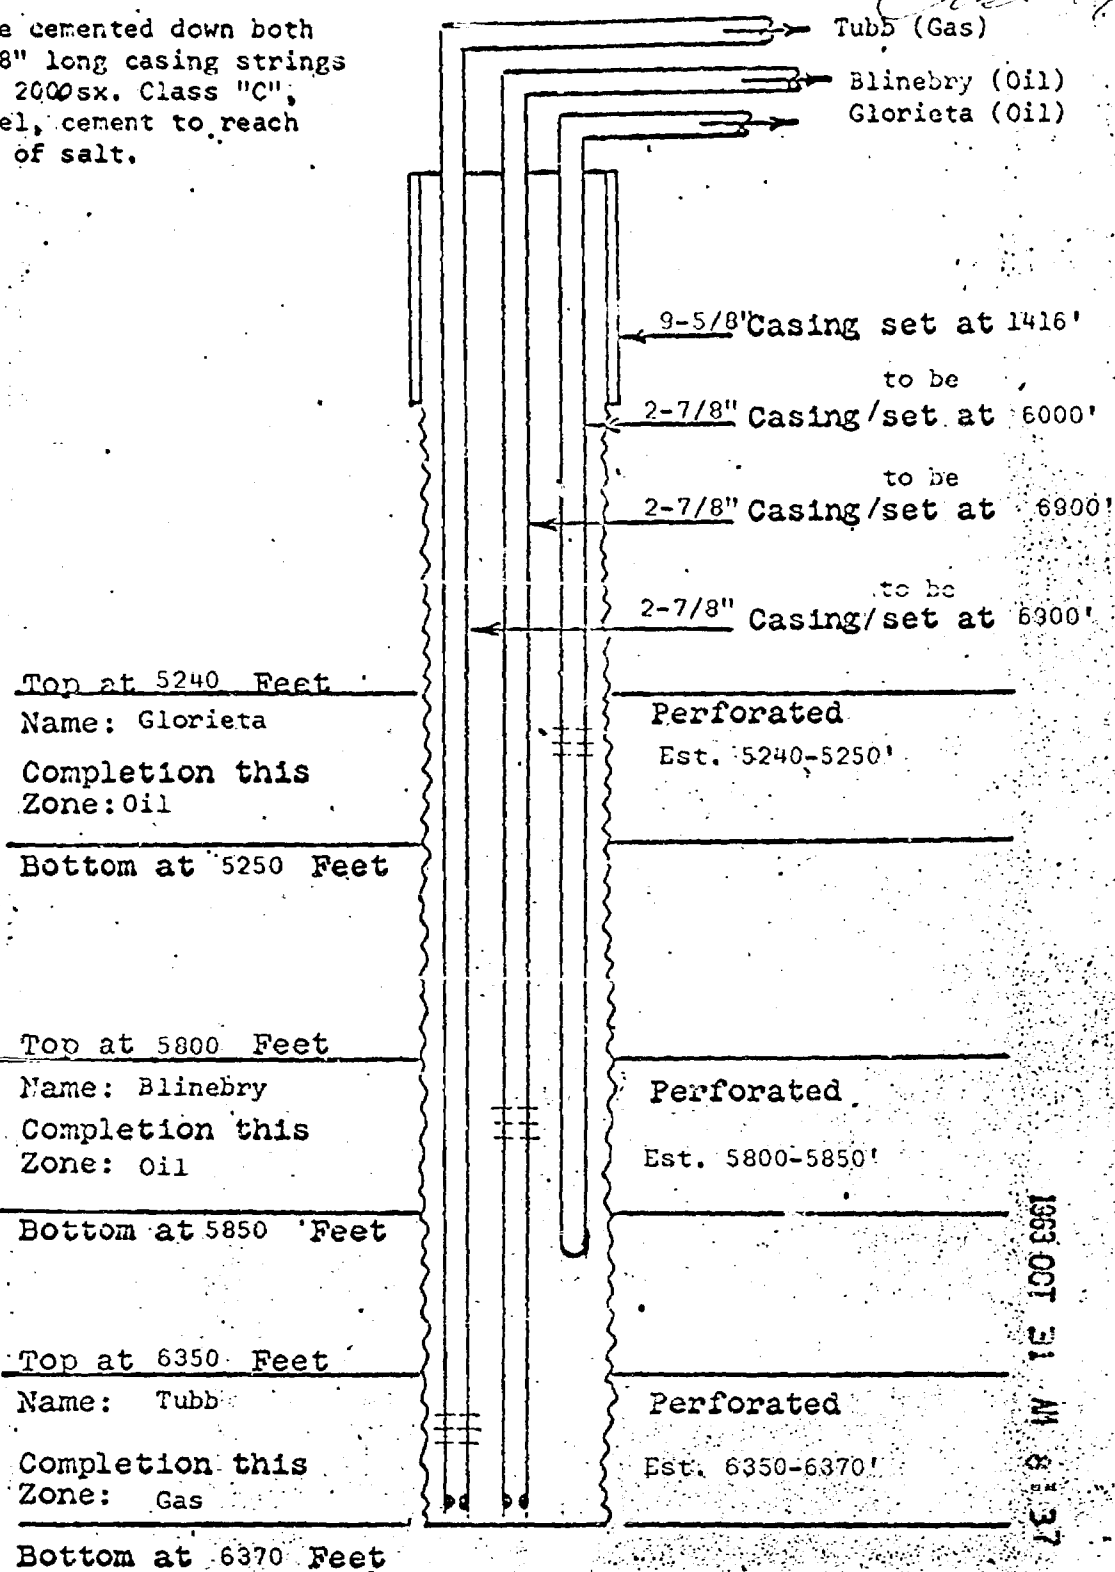 e cemented down both
8" long casing strings
2000sx. Class "C",
el, cement to reach
of salt.
Tubb (Gas)
Blinebry (Oil)
Glorieta (Oil)
9-5/8" Casing set at 1416'
to be
2-7/8" Casing/set at 6000'
to be
2-7/8" Casing/set at 6900'
to be
2-7/8" Casing/set at 6900'
Top at 5240 Feet
Name: Glorieta
Completion this
Zone: Oil
Bottom at 5250 Feet
Perforated
Est. 5240-5250'
Top at 5800 Feet
Name: Blinebry
Completion this
Zone: Oil
Bottom at 5850 Feet
Perforated
Est. 5800-5850'
Top at 6350 Feet
Name: Tubb
Completion this
Zone: Gas
Bottom at 6370 Feet
Perforated
Est. 6350-6370'
1963 OCT 31 AM 8:37